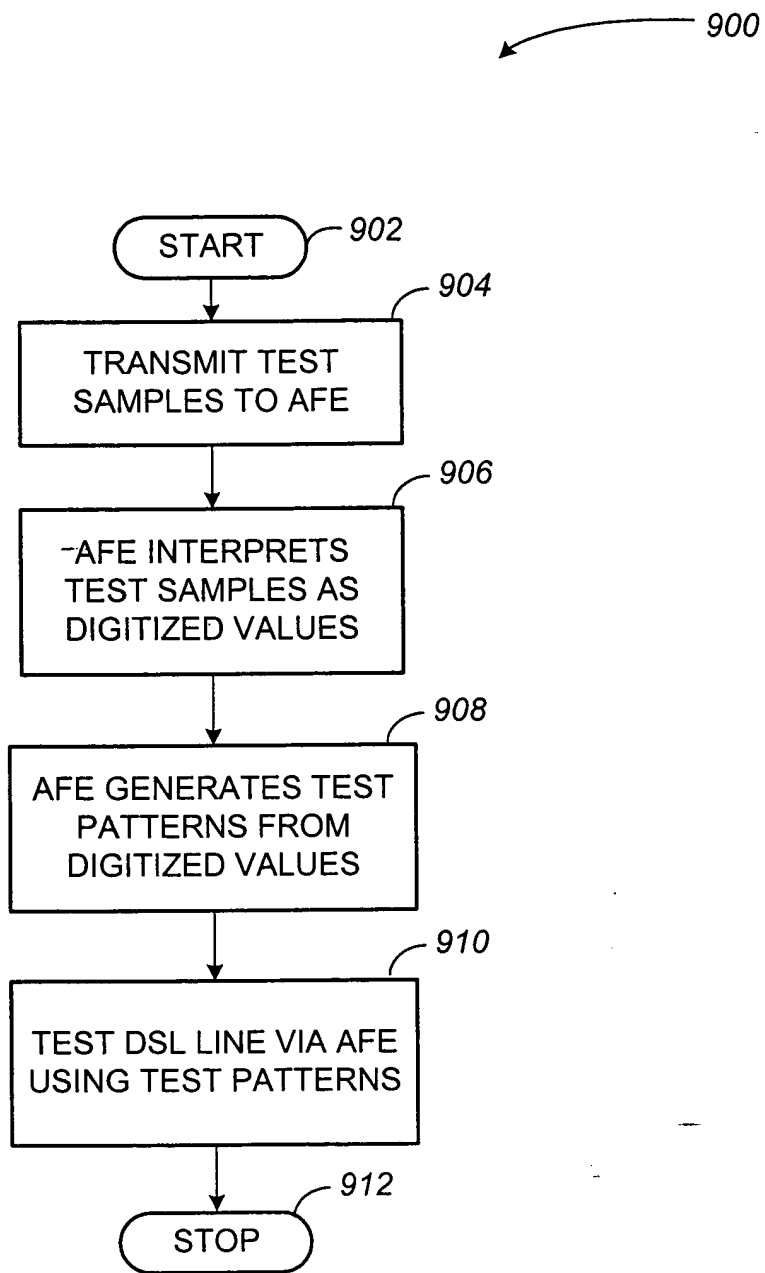 900
START
902
904
TRANSMIT TEST
SAMPLES TO AFE
906
AFE INTERPRETS
TEST SAMPLES AS
DIGITIZED VALUES
908
AFE GENERATES TEST
PATTERNS FROM
DIGITIZED VALUES
910
TEST DSL LINE VIA AFE
USING TEST PATTERNS
912
STOP